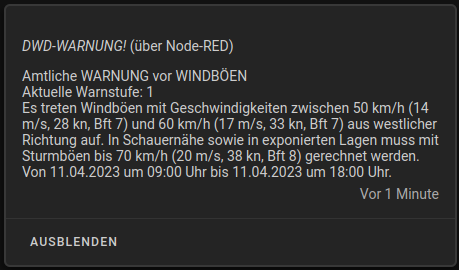 DWD-WARNUNG! (über Node-RED)
Amtliche WARNUNG vor WINDBÖEN
Aktuelle Warnstufe: 1
Es treten Windböen mit Geschwindigkeiten zwischen 50 km/h (14
m/s, 28 kn, Bft 7) und 60 km/h (17 m/s, 33 kn, Bft 7) aus westlicher
Richtung auf. In Schauernähe sowie in exponierten Lagen muss mit
Sturmböen bis 70 km/h (20 m/s, 38 kn, Bft 8) gerechnet werden.
Von 11.04.2023 um 09:00 Uhr bis 11.04.2023 um 18:00 Uhr.
Vor 1 Minute
AUSBLENDEN